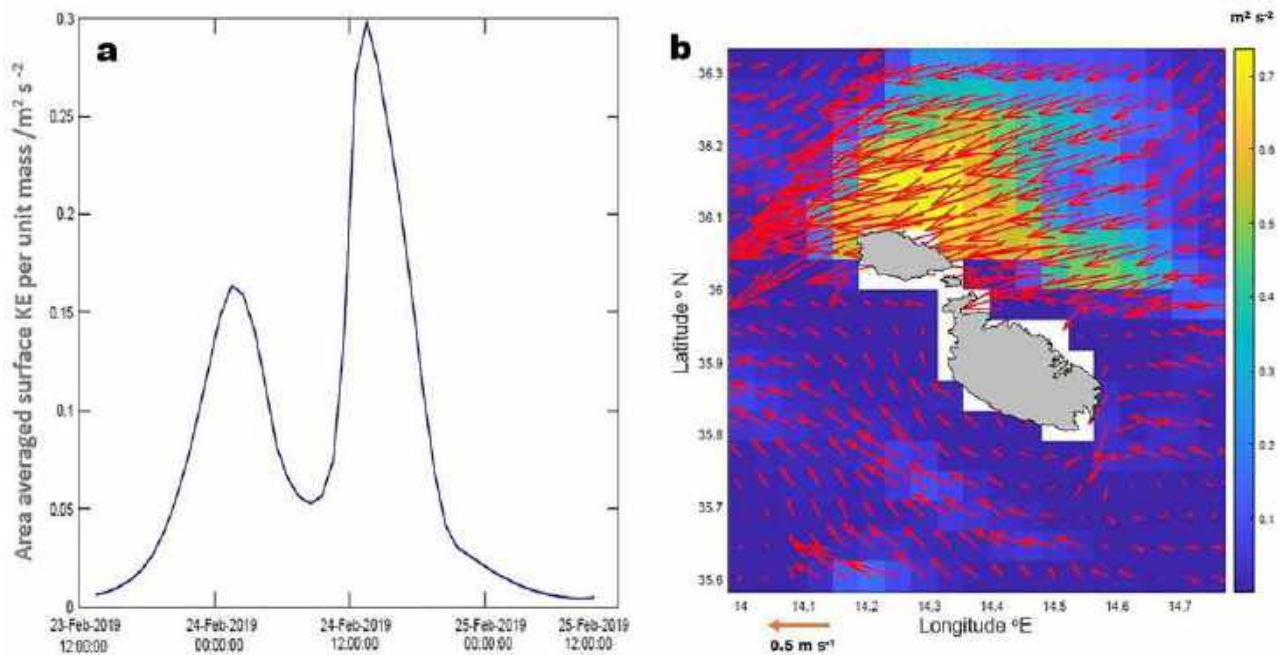 a
Area averaged surface KE per unit mass /m² s⁻²
0.3
0.25
0.2
0.15
0.1
0.05
0
23-Feb-2019
12:00:00
24-Feb-2019
00:00:00
24-Feb-2019
12:00:00
25-Feb-2019
00:00:00
25-Feb-2019
12:00:00
b
m² s⁻²
Latitude º N
36.3
36.2
36.1
36
35.9
35.8
35.7
35.6
14
14.1
14.2
14.3
14.4
14.5
14.6
14.7
Longitude ºE
0.5 m s⁻¹
0.7
0.6
0.5
0.4
0.3
0.2
0.1